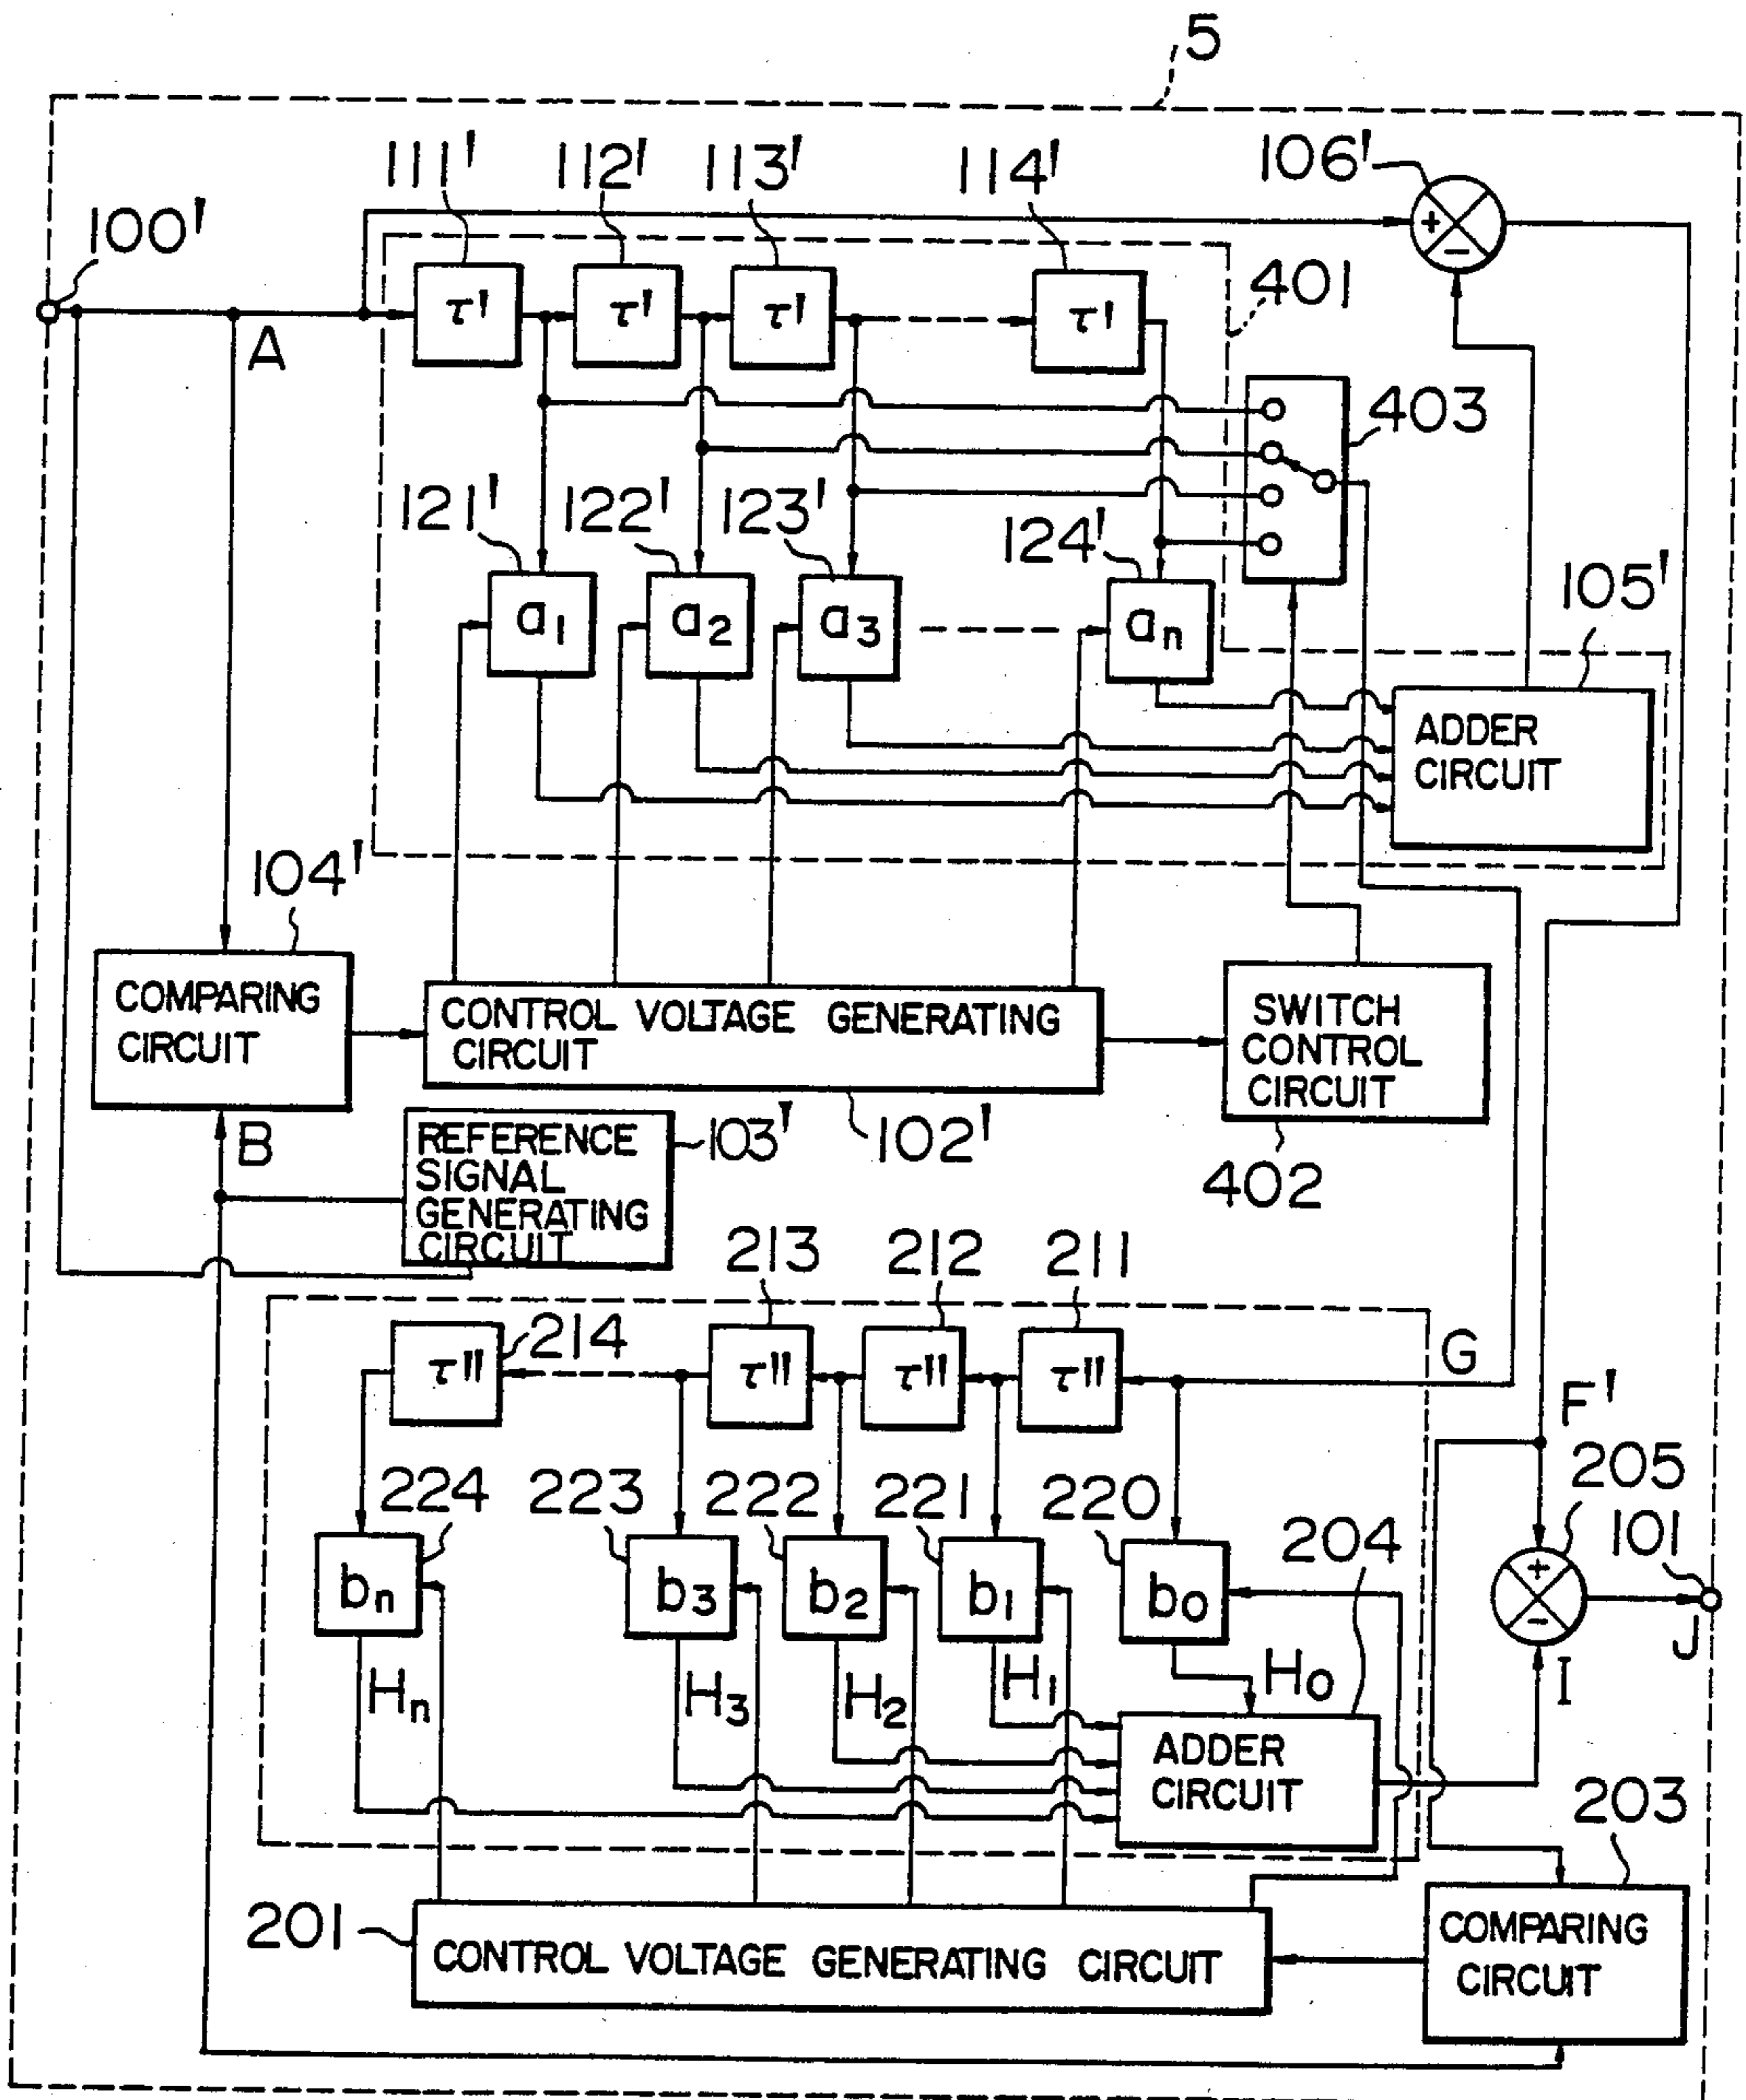 5
111' 112' 113' 114' 106'
100'
+
−
τ' τ' τ' τ'
401
A
403
121' 122' 123' 124'
105'
a1 a2 a3 an
ADDER
CIRCUIT
104'
COMPARING
CIRCUIT
CONTROL VOLTAGE GENERATING
CIRCUIT
SWITCH
CONTROL
CIRCUIT
B
REFERENCE
SIGNAL
GENERATING
CIRCUIT
103'
102'
402
213 212 211
214
τ" τ" τ" τ"
G
F'
224 223 222 221 220 204 205 101
bn b3 b2 b1 b0
+
−
J
Hn H3 H2 H1 H0
I
ADDER
CIRCUIT
203
201
CONTROL VOLTAGE GENERATING CIRCUIT
COMPARING
CIRCUIT